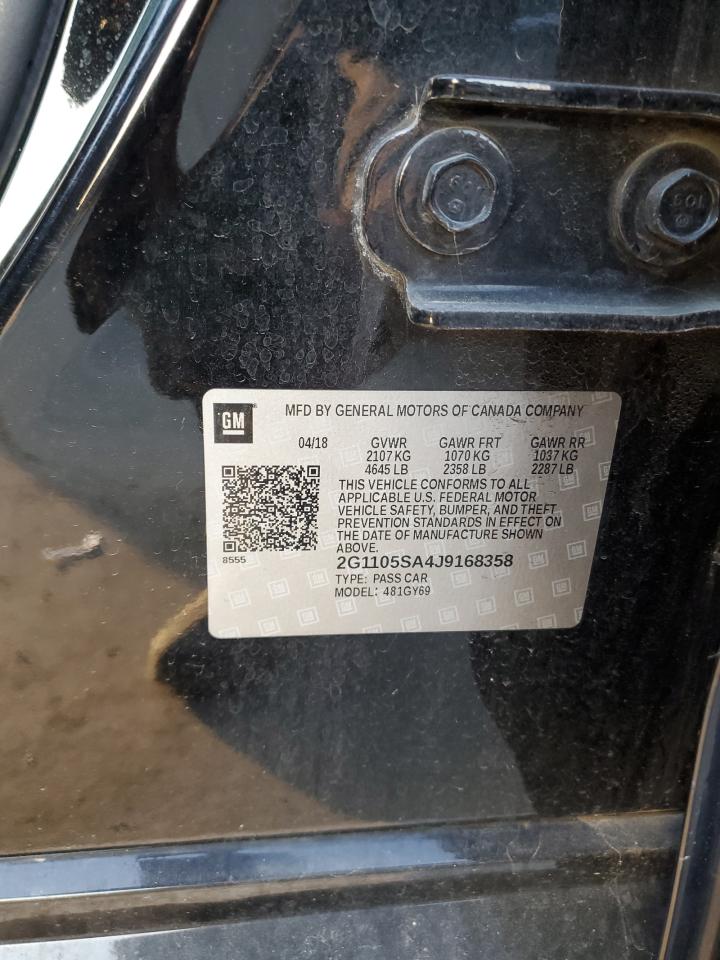 GM
MFD BY GENERAL MOTORS OF CANADA COMPANY
04/18 GVWR GAWR FRT GAWR RR
2107 KG 1070 KG 1037 KG
4645 LB 2358 LB 2287 LB
THIS VEHICLE CONFORMS TO ALL
APPLICABLE U.S. FEDERAL MOTOR
VEHICLE SAFETY, BUMPER, AND THEFT
PREVENTION STANDARDS IN EFFECT ON
THE DATE OF MANUFACTURE SHOWN
ABOVE.
8555
2G1105SA4J9168358
TYPE: PASS CAR
MODEL: 481GY69